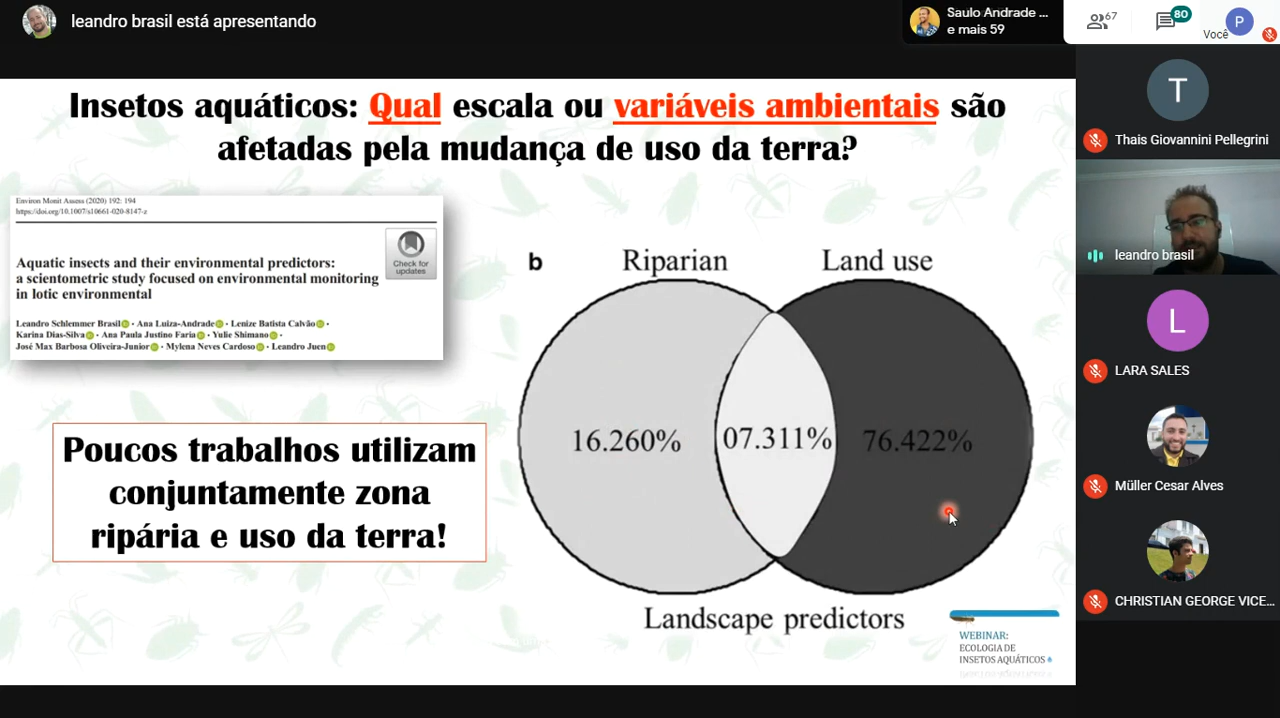 leandro brasil está apresentando
Saulo Andrade ...
e mais 59
67
80
Você
P
Insetos aquáticos: Qual escala ou variáveis ambientais são
afetadas pela mudança de uso da terra?
Environ Monit Assess (2020) 192: 194
https://doi.org/10.1007/s10661-020-8147-z
Check for
updates
Aquatic insects and their environmental predictors:
a scientometric study focused on environmental monitoring
in lotic environmental
Leandro Schlemmer Brasil · Ana Luiza-Andrade · Lenize Batista Calvão ·
Karina Dias-Silva · Ana Paula Justino Faria · Yulie Shimano ·
José Max Barbosa Oliveira-Junior · Mylena Neves Cardoso · Leandro Juen
Poucos trabalhos utilizam
conjuntamente zona
ripária e uso da terra!
b
Riparian
Land use
16.260%
07.311%
76.422%
Landscape predictors
WEBINAR:
ECOLOGIA DE
INSETOS AQUÁTICOS
T
Thais Giovannini Pellegrini
leandro brasil
L
LARA SALES
Müller Cesar Alves
CHRISTIAN GEORGE VICE...